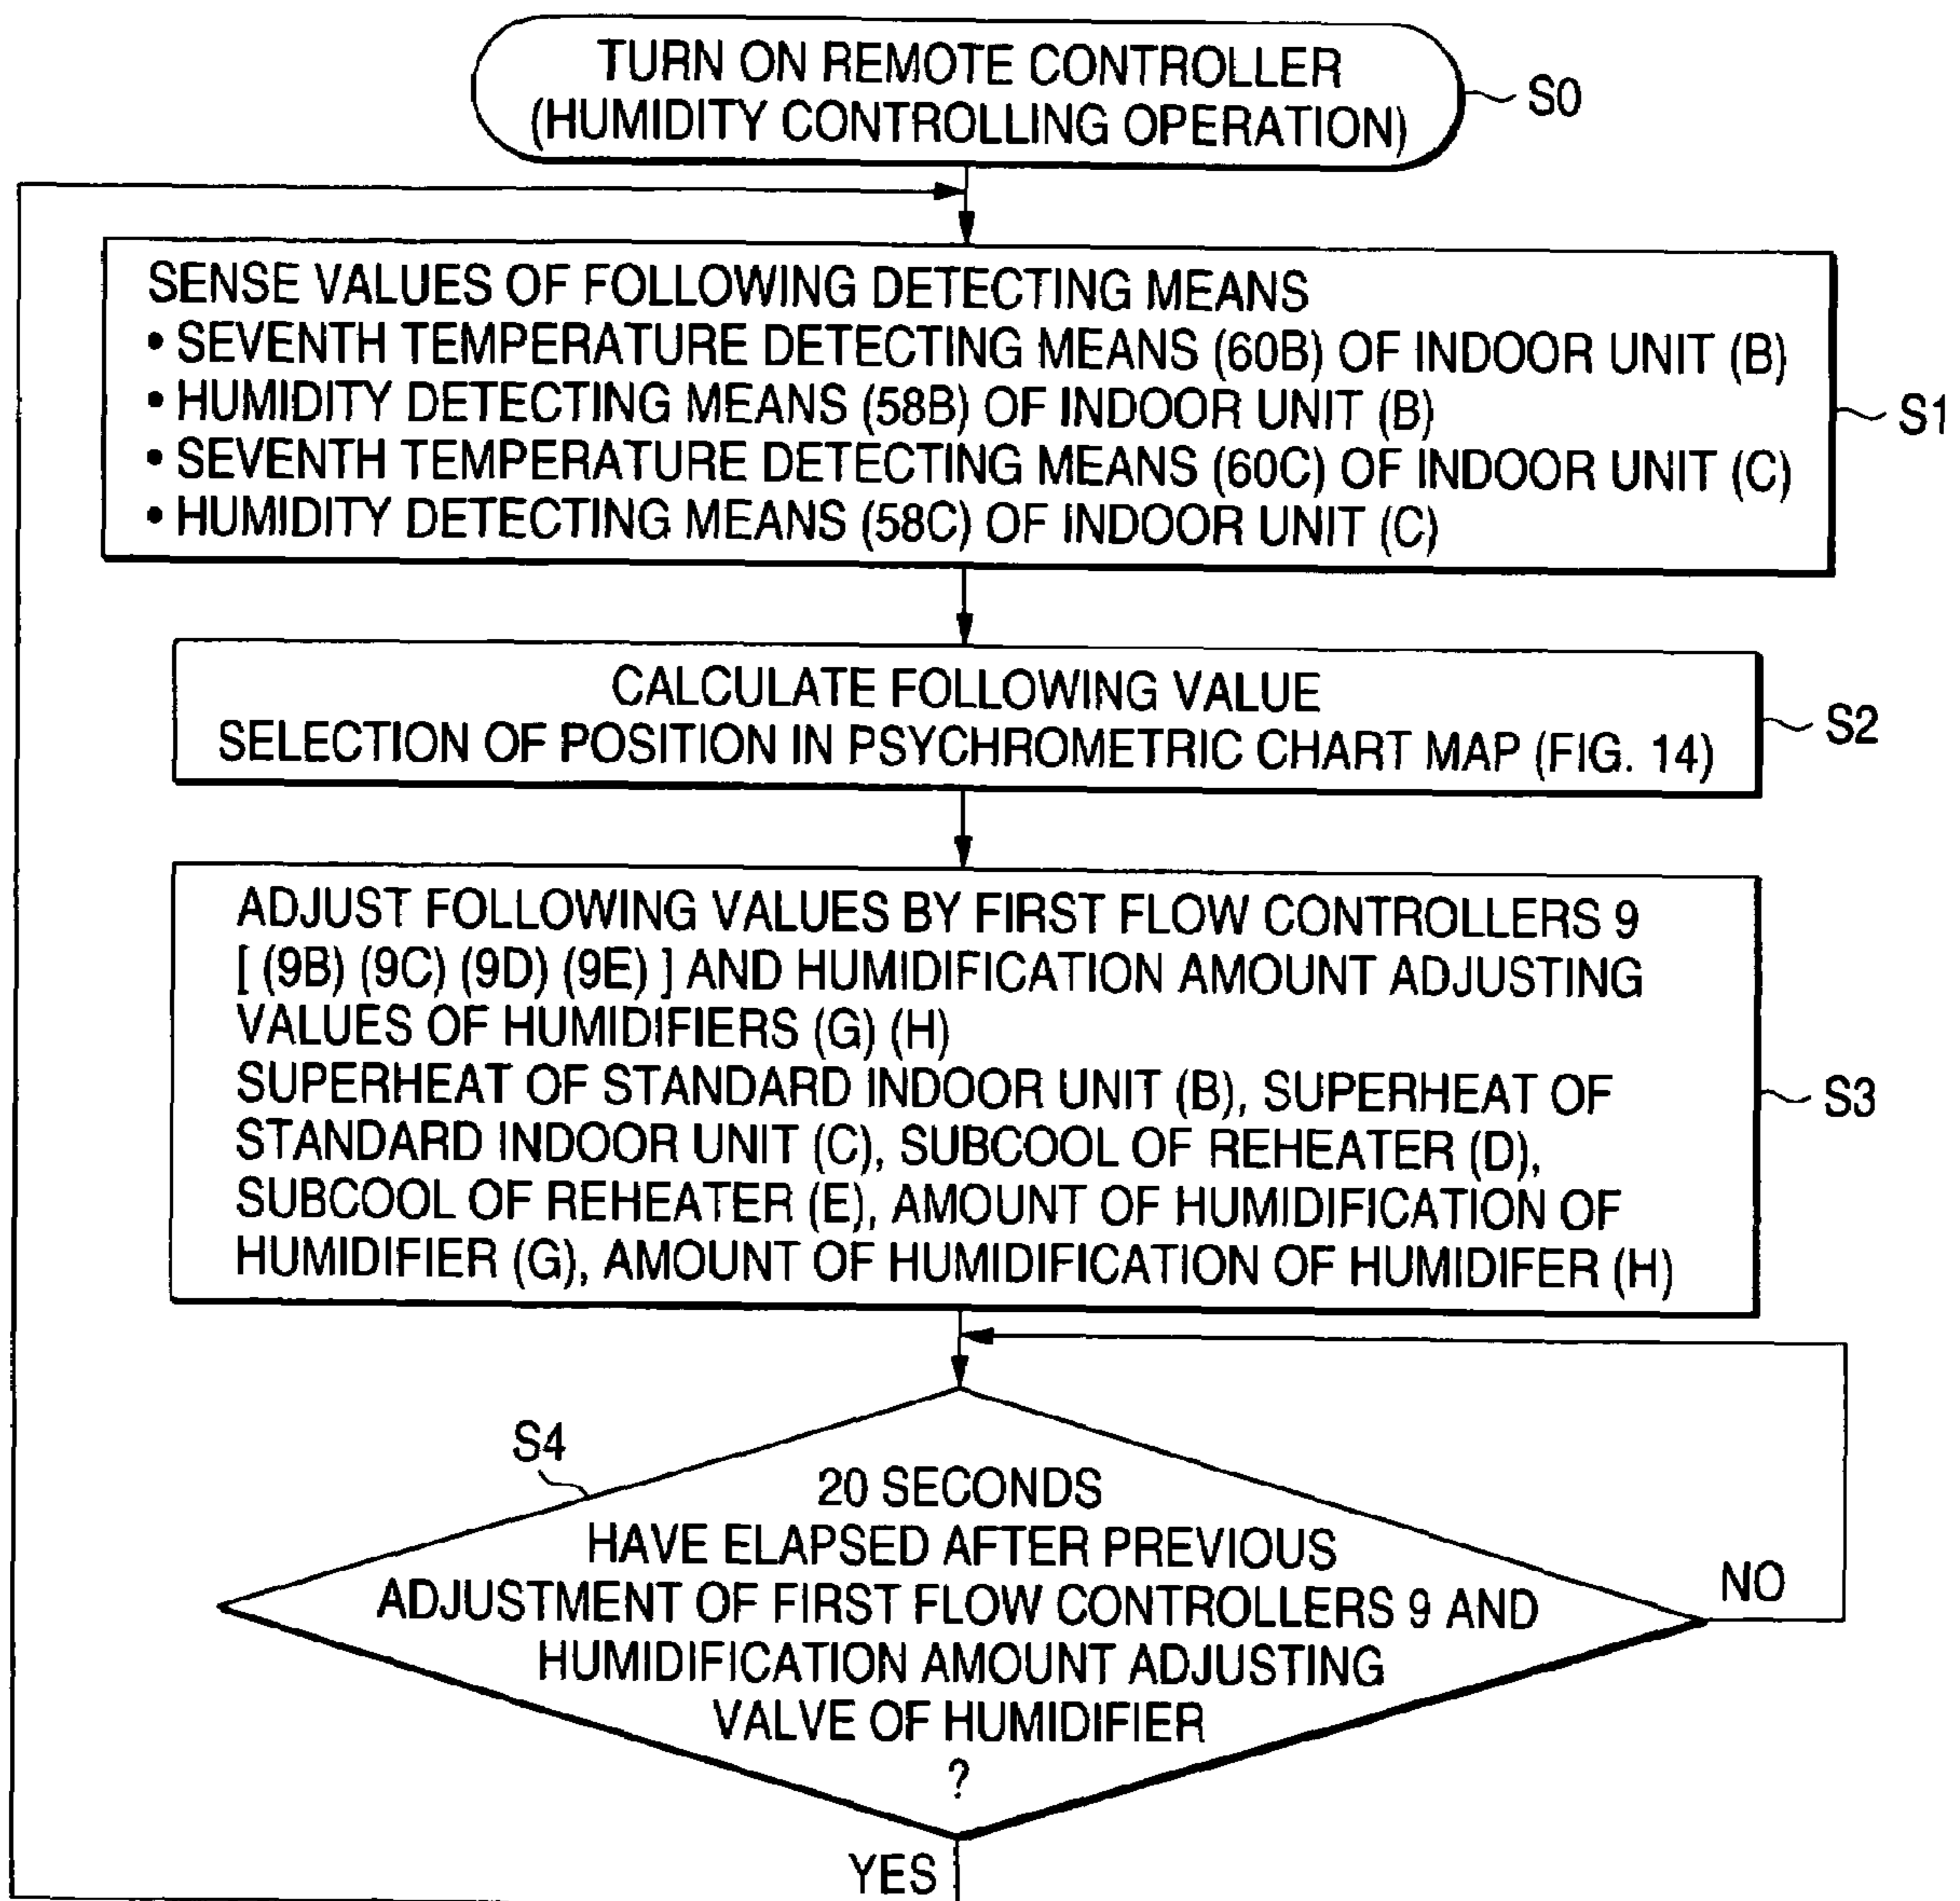 TURN ON REMOTE CONTROLLER
(HUMIDITY CONTROLLING OPERATION)
S0
SENSE VALUES OF FOLLOWING DETECTING MEANS
• SEVENTH TEMPERATURE DETECTING MEANS (60B) OF INDOOR UNIT (B)
• HUMIDITY DETECTING MEANS (58B) OF INDOOR UNIT (B)
• SEVENTH TEMPERATURE DETECTING MEANS (60C) OF INDOOR UNIT (C)
• HUMIDITY DETECTING MEANS (58C) OF INDOOR UNIT (C)
S1
CALCULATE FOLLOWING VALUE
SELECTION OF POSITION IN PSYCHROMETRIC CHART MAP (FIG. 14)
S2
ADJUST FOLLOWING VALUES BY FIRST FLOW CONTROLLERS 9
[ (9B) (9C) (9D) (9E) ] AND HUMIDIFICATION AMOUNT ADJUSTING
VALUES OF HUMIDIFIERS (G) (H)
SUPERHEAT OF STANDARD INDOOR UNIT (B), SUPERHEAT OF
STANDARD INDOOR UNIT (C), SUBCOOL OF REHEATER (D),
SUBCOOL OF REHEATER (E), AMOUNT OF HUMIDIFICATION OF
HUMIDIFIER (G), AMOUNT OF HUMIDIFICATION OF HUMIDIFER (H)
S3
S4
20 SECONDS
HAVE ELAPSED AFTER PREVIOUS
ADJUSTMENT OF FIRST FLOW CONTROLLERS 9 AND
HUMIDIFICATION AMOUNT ADJUSTING
VALVE OF HUMIDIFIER
?
NO
YES